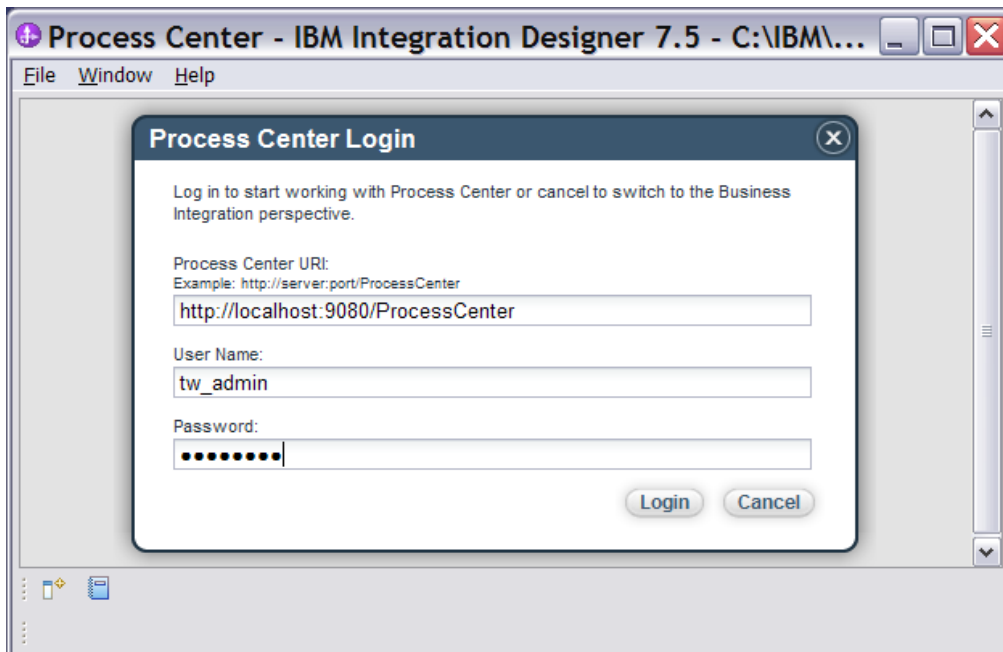 Process Center - IBM Integration Designer 7.5 - C:\IBM\...
File Window Help
Process Center Login
Log in to start working with Process Center or cancel to switch to the Business
Integration perspective.
Process Center URI:
Example: http://server:port/ProcessCenter
http://localhost:9080/ProcessCenter
User Name:
tw_admin
Password:
●●●●●●●●
Login Cancel